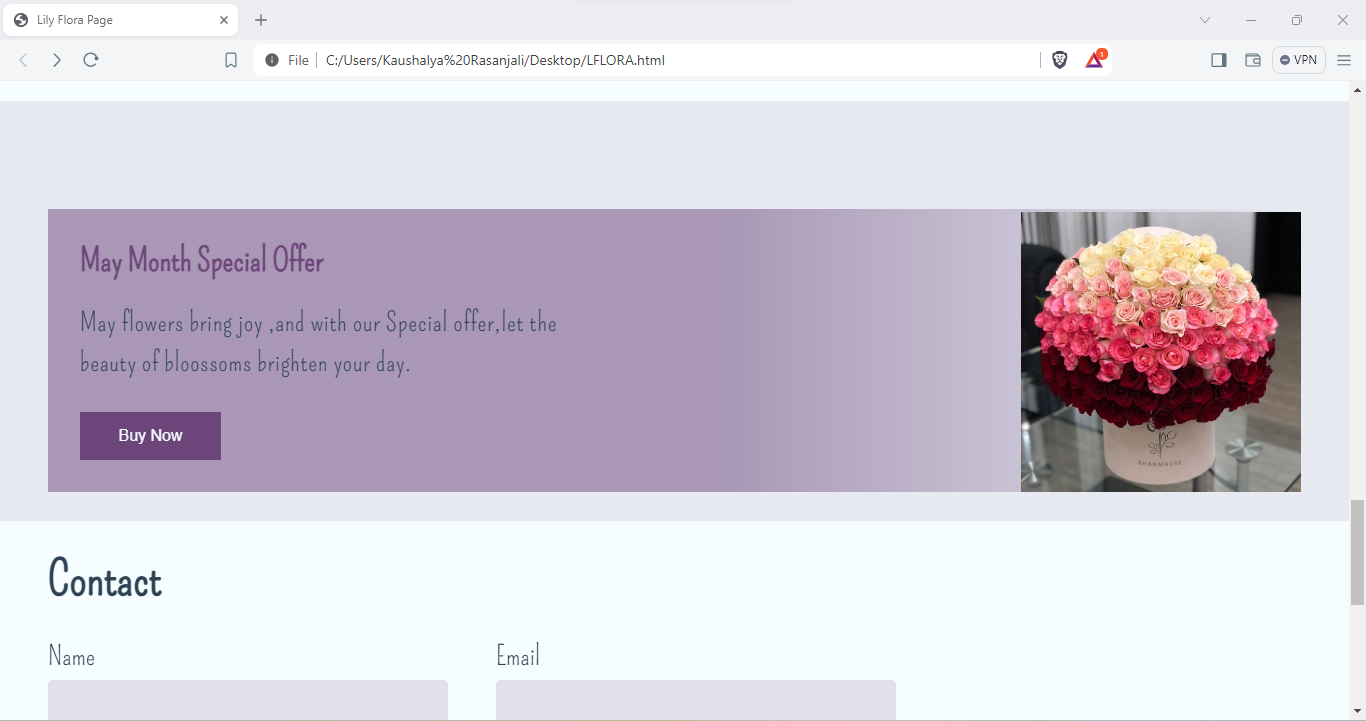 Lily Flora Page
1
File
C:/Users/Kaushalya%20Rasanjali/Desktop/LFLORA.html
VPN
May Month Special Offer
May flowers bring joy ,and with our Special offer,let the
beauty of bloossoms brighten your day.
Buy Now
SHARMROSE
Contact
Name
Email